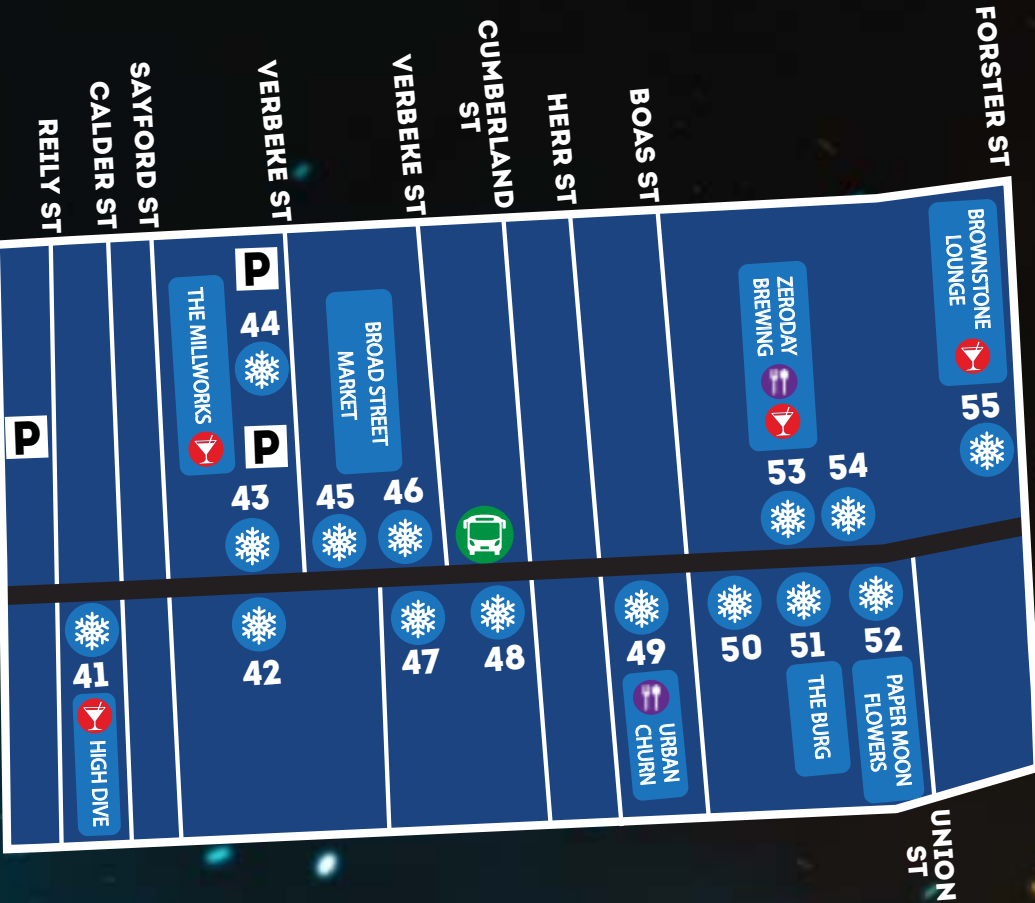 REILY ST
CALDER ST
SAYFORD ST
VERBEKE ST
VERBEKE ST
CUMBERLAND
ST
HERR ST
BOAS ST
FORSTER ST
P
THE MILLWORKS
P
44
P
43
BROAD STREET
MARKET
45
46
ZERODAY
BREWING
53
54
BROWNSTONE
LOUNGE
55
41
HIGH DIVE
42
47
48
49
URBAN
CHURN
50
51
THE BURG
52
PAPER MOON
FLOWERS
UNION
ST